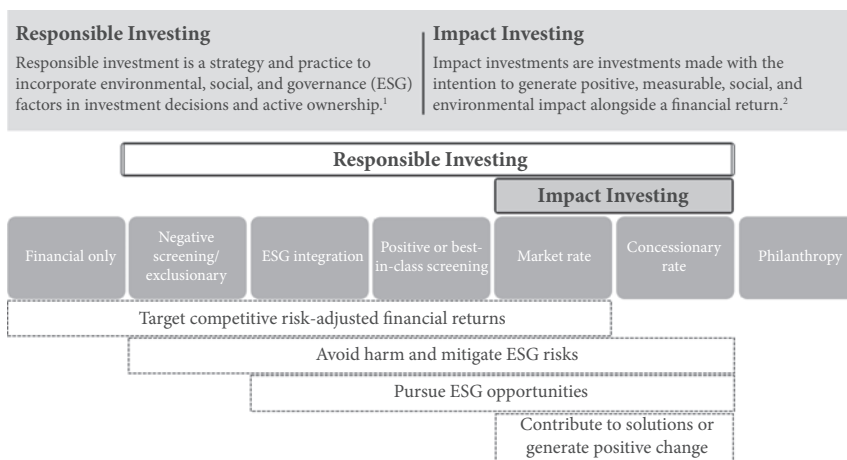 Responsible Investing
Responsible investment is a strategy and practice to
incorporate environmental, social, and governance (ESG)
factors in investment decisions and active ownership.1
Impact Investing
Impact investments are investments made with the
intention to generate positive, measurable, social, and
environmental impact alongside a financial return.2
Responsible Investing
Impact Investing
Financial only
Negative
screening/
exclusionary
ESG integration
Positive or best-
in-class screening
Market rate
Concessionary
rate
Philanthropy
Target competitive risk-adjusted financial returns
Avoid harm and mitigate ESG risks
Pursue ESG opportunities
Contribute to solutions or
generate positive change